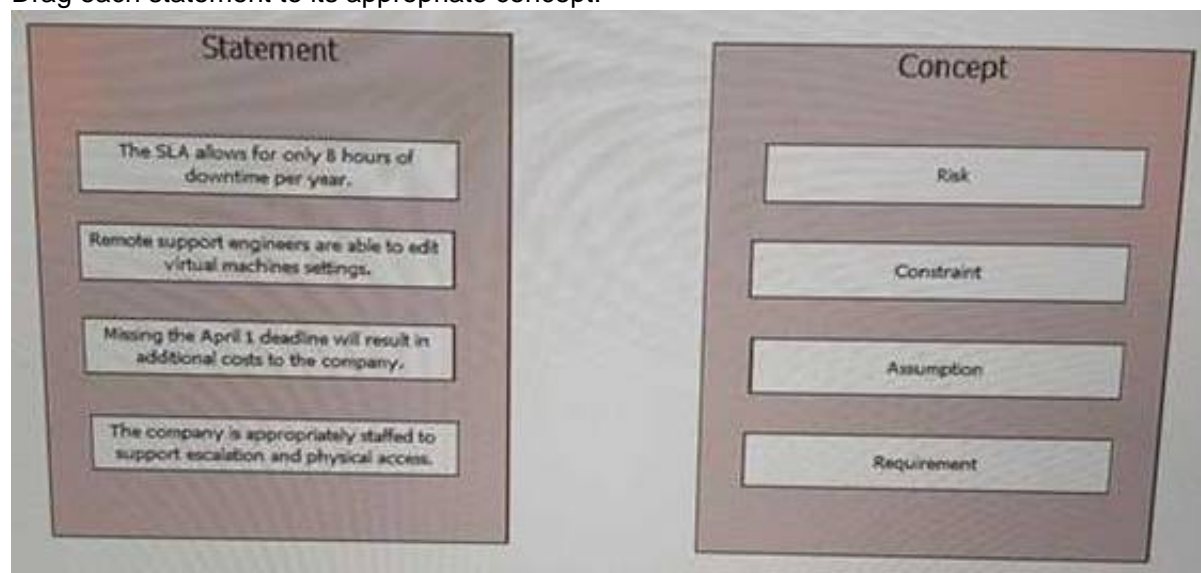 Drag each statement to its appropriate concept.
Statement
The SLA allows for only 8 hours of
downtime per year.
Remote support engineers are able to edit
virtual machines settings.
Missing the April 1 deadline will result in
additional costs to the company.
The company is appropriately staffed to
support escalation and physical access.
Concept
Risk
Constraint
Assumption
Requirement